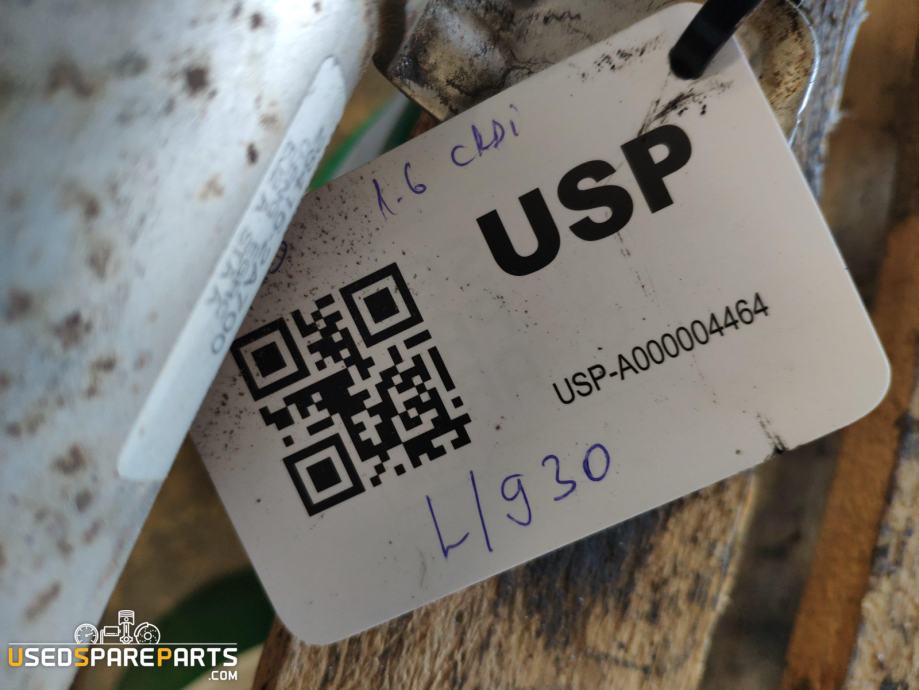 1.6 CRDi
USP
USP-A000004464
L/930
USEDSPAREPARTS
.COM